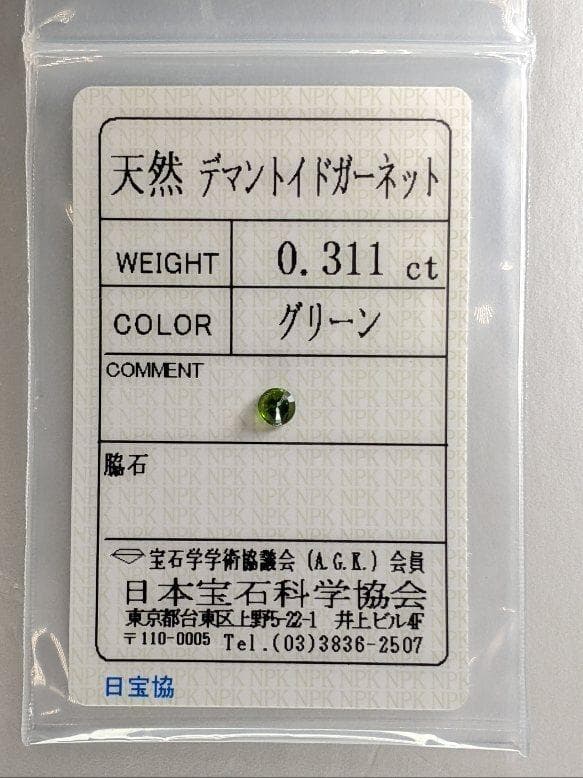 天然 デマントイドガーネット
WEIGHT 0.311 ct
COLOR グリーン
COMMENT
脇石
宝石学学術協議会 (A.G.K.) 会員
日本宝石科学協会
東京都台東区上野5-22-1 井上ビル4F
〒110-0005 Tel.(03)3836-2507
日宝協